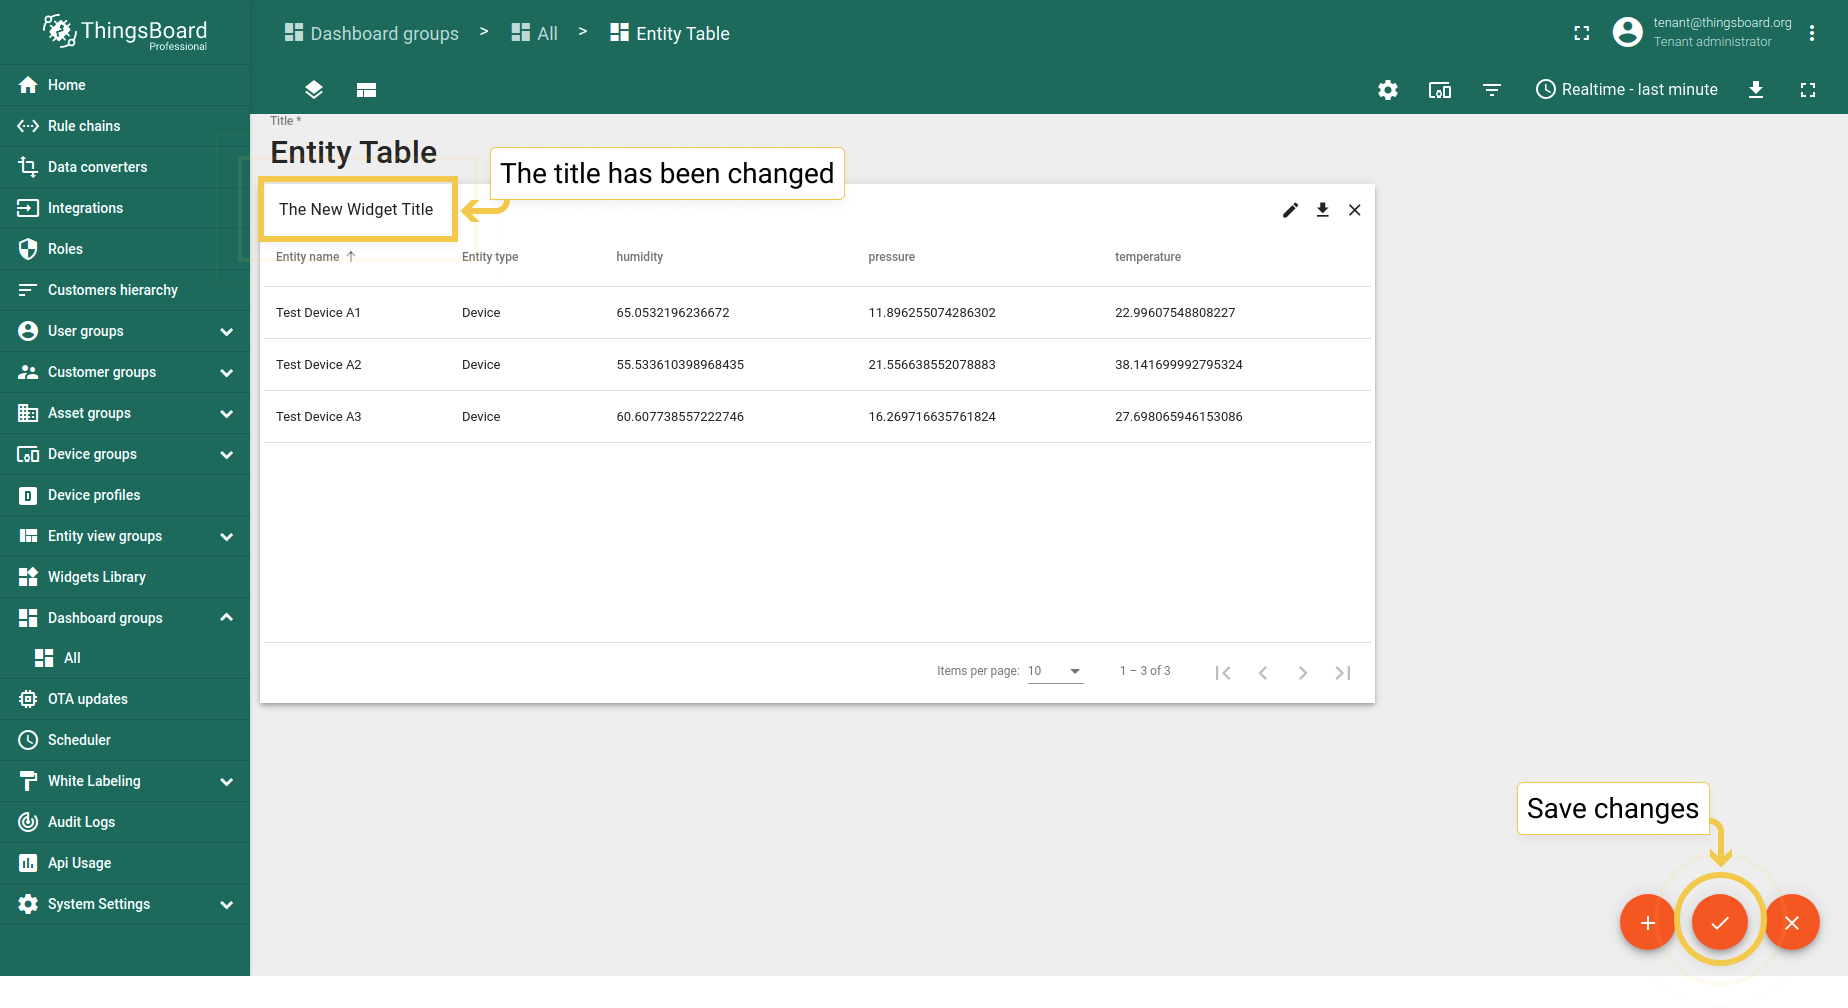 ThingsBoard
Professional
Dashboard groups > All > Entity Table
tenant@thingsboard.org
Tenant administrator
Realtime - last minute
Home
Rule chains
Data converters
Integrations
Roles
Customers hierarchy
User groups
Customer groups
Asset groups
Device groups
Device profiles
Entity view groups
Widgets Library
Dashboard groups
All
OTA updates
Scheduler
White Labeling
Audit Logs
Api Usage
System Settings
Title *
Entity Table
The title has been changed
The New Widget Title
Entity name Entity type humidity pressure temperature
Test Device A1 Device 65.0532196236672 11.896255074286302 22.99607548808227
Test Device A2 Device 55.533610398968435 21.556638552078883 38.141699992795324
Test Device A3 Device 60.607738557222746 16.269716635761824 27.698065946153086
Items per page: 10 1 – 3 of 3
Save changes